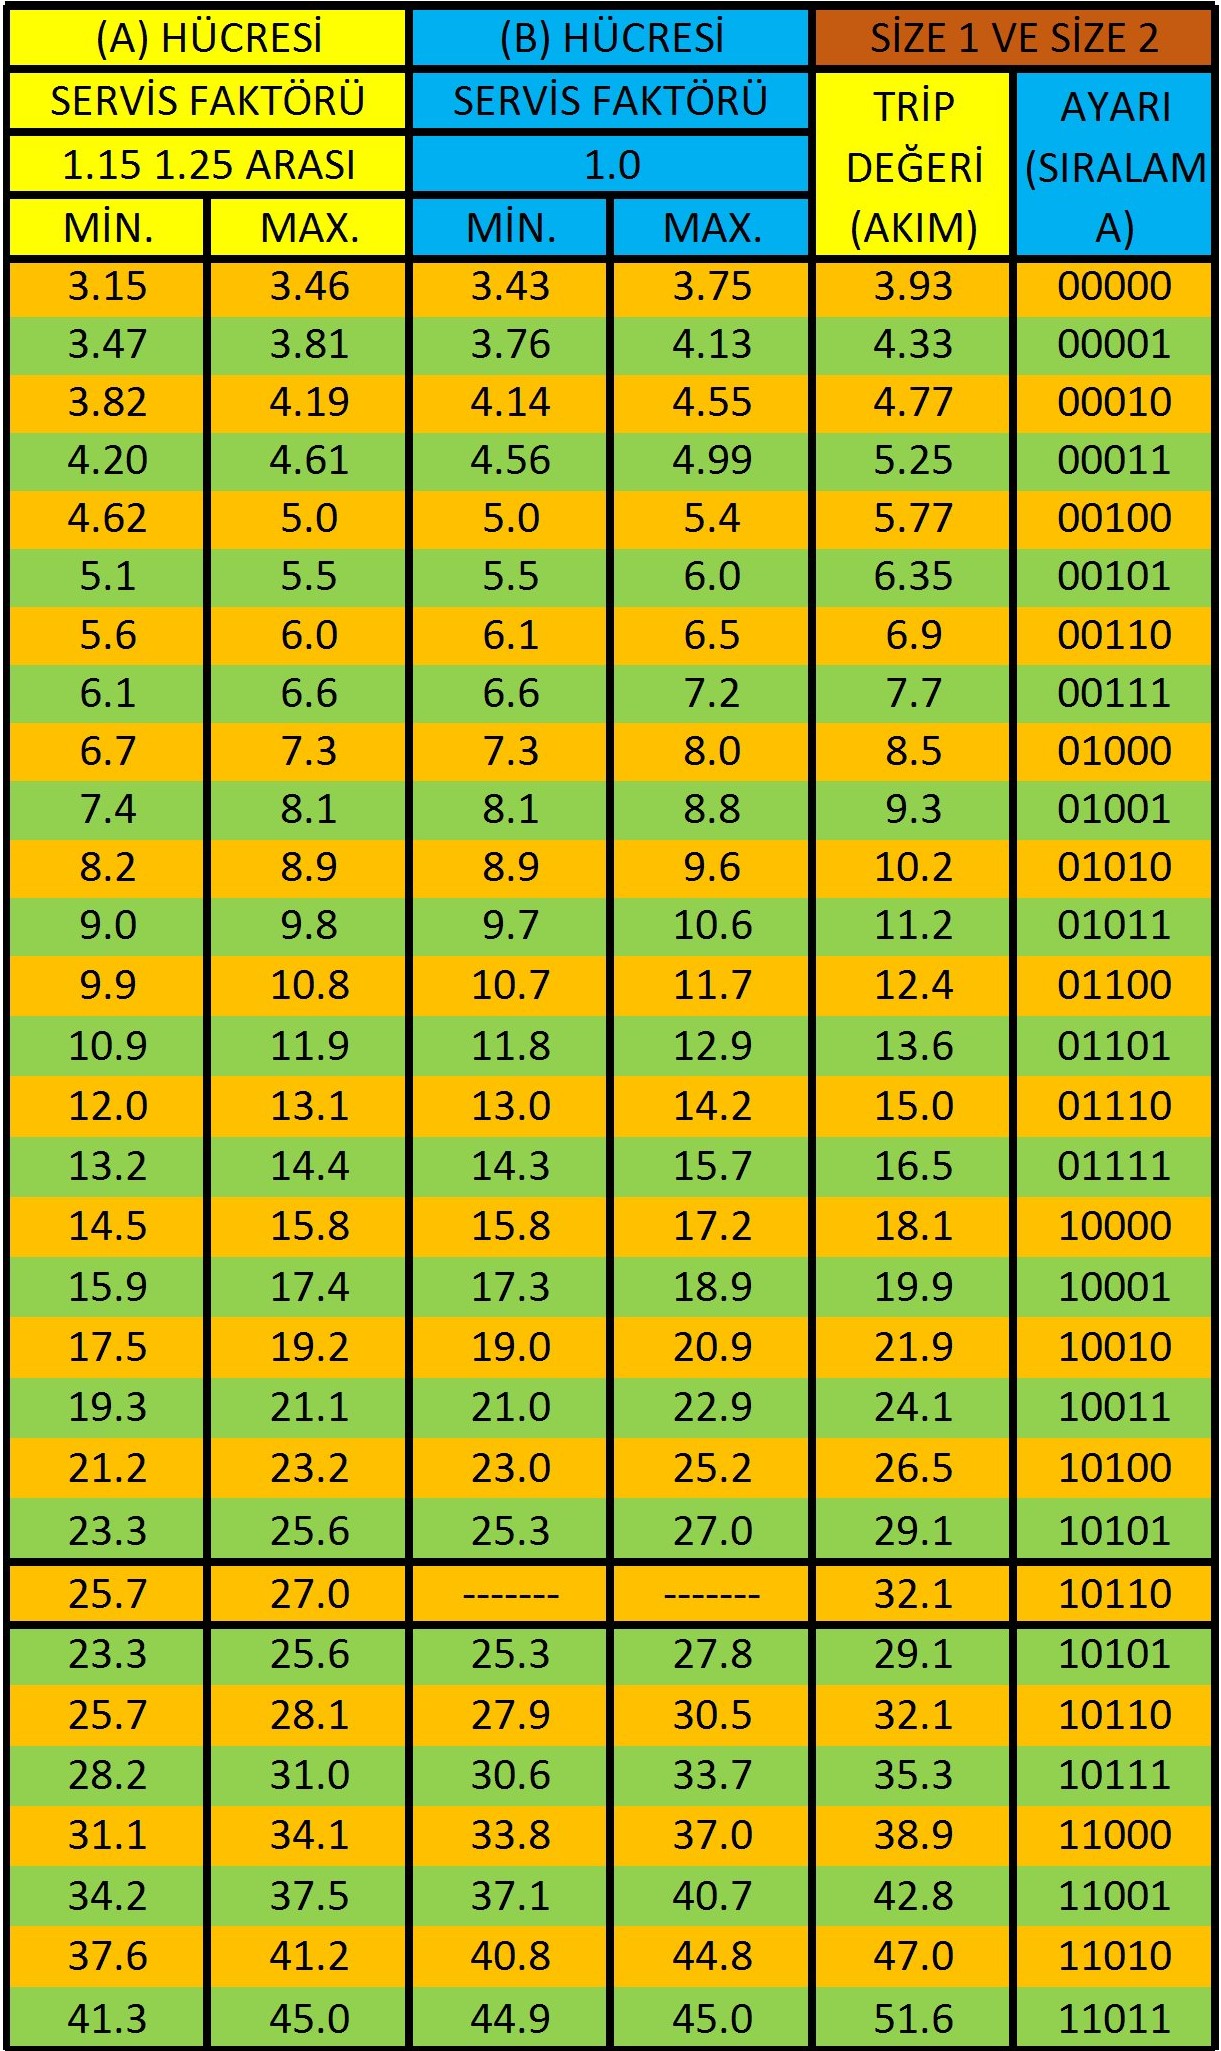 (A) HÜCRESİ (B) HÜCRESİ SİZE 1 VE SİZE 2
SERVİS FAKTÖRÜ SERVİS FAKTÖRÜ TRİP AYARI
1.15 1.25 ARASI 1.0 DEĞERİ (SIRALAM
MİN. MAX. MİN. MAX. (AKIM) A)
3.15 3.46 3.43 3.75 3.93 00000
3.47 3.81 3.76 4.13 4.33 00001
3.82 4.19 4.14 4.55 4.77 00010
4.20 4.61 4.56 4.99 5.25 00011
4.62 5.0 5.0 5.4 5.77 00100
5.1 5.5 5.5 6.0 6.35 00101
5.6 6.0 6.1 6.5 6.9 00110
6.1 6.6 6.6 7.2 7.7 00111
6.7 7.3 7.3 8.0 8.5 01000
7.4 8.1 8.1 8.8 9.3 01001
8.2 8.9 8.9 9.6 10.2 01010
9.0 9.8 9.7 10.6 11.2 01011
9.9 10.8 10.7 11.7 12.4 01100
10.9 11.9 11.8 12.9 13.6 01101
12.0 13.1 13.0 14.2 15.0 01110
13.2 14.4 14.3 15.7 16.5 01111
14.5 15.8 15.8 17.2 18.1 10000
15.9 17.4 17.3 18.9 19.9 10001
17.5 19.2 19.0 20.9 21.9 10010
19.3 21.1 21.0 22.9 24.1 10011
21.2 23.2 23.0 25.2 26.5 10100
23.3 25.6 25.3 27.0 29.1 10101
25.7 27.0 ------- ------- 32.1 10110
23.3 25.6 25.3 27.8 29.1 10101
25.7 28.1 27.9 30.5 32.1 10110
28.2 31.0 30.6 33.7 35.3 10111
31.1 34.1 33.8 37.0 38.9 11000
34.2 37.5 37.1 40.7 42.8 11001
37.6 41.2 40.8 44.8 47.0 11010
41.3 45.0 44.9 45.0 51.6 11011